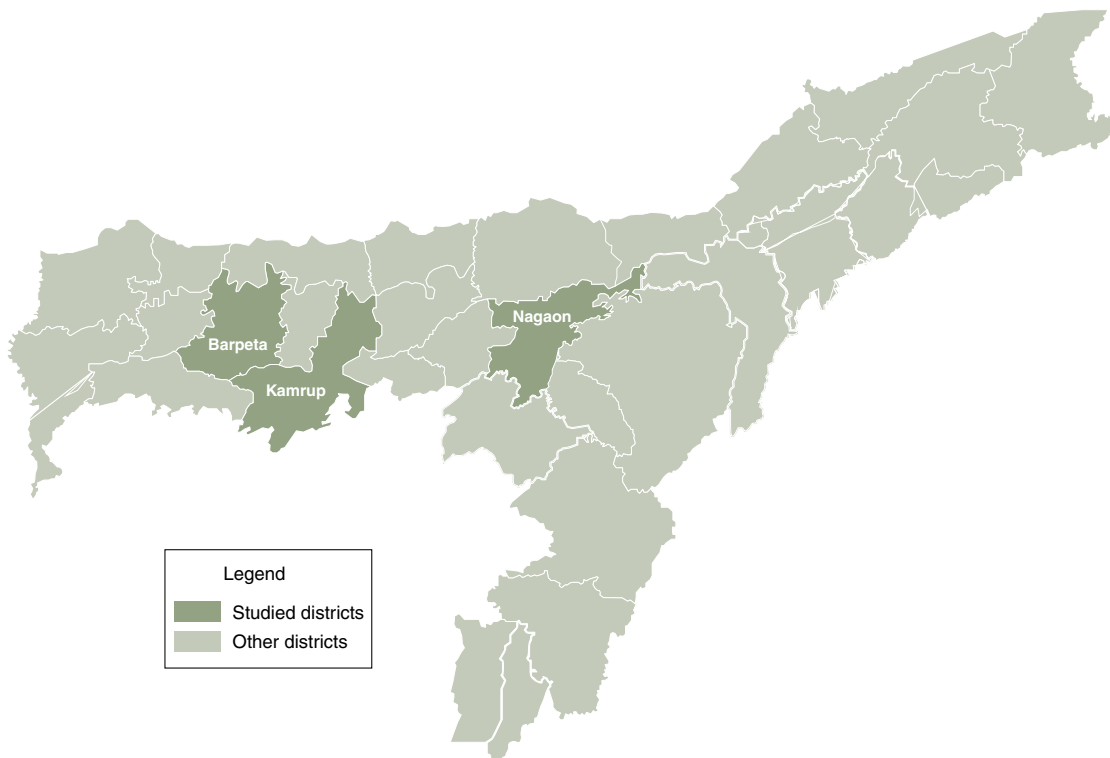 Nagaon
Barpeta
Kamrup
Legend
Studied districts
Other districts